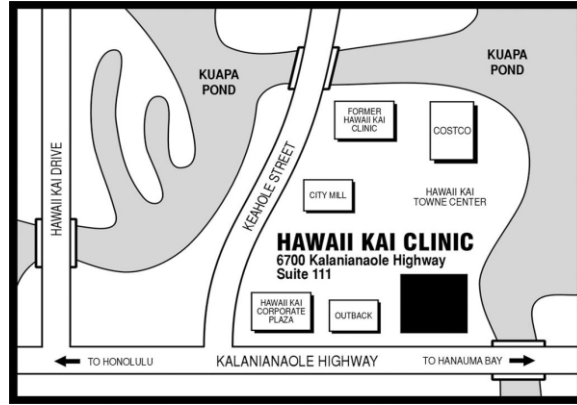 KUAPA
POND
KUAPA
POND
FORMER
HAWAII KAI
CLINIC
COSTCO
HAWAII KAI DRIVE
KEAHOLE STREET
CITY MILL
HAWAII KAI
TOWNE CENTER
HAWAII KAI CLINIC
6700 Kalanianaole Highway
Suite 111
HAWAII KAI
CORPORATE
PLAZA
OUTBACK
TO HONOLULU
KALANIANAOLE HIGHWAY
TO HANAUMA BAY